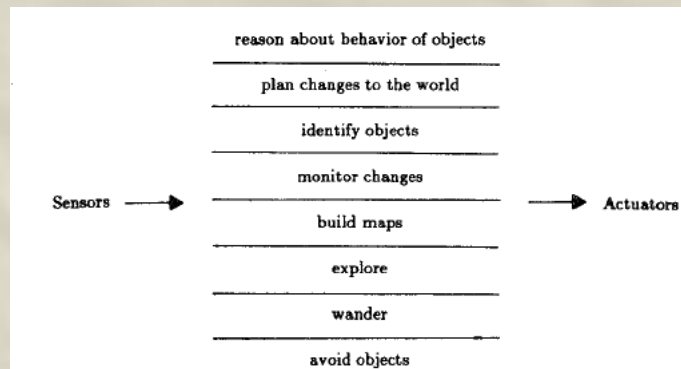 reason about behavior of objects
plan changes to the world
identify objects
monitor changes
Sensors
Actuators
build maps
explore
wander
avoid objects